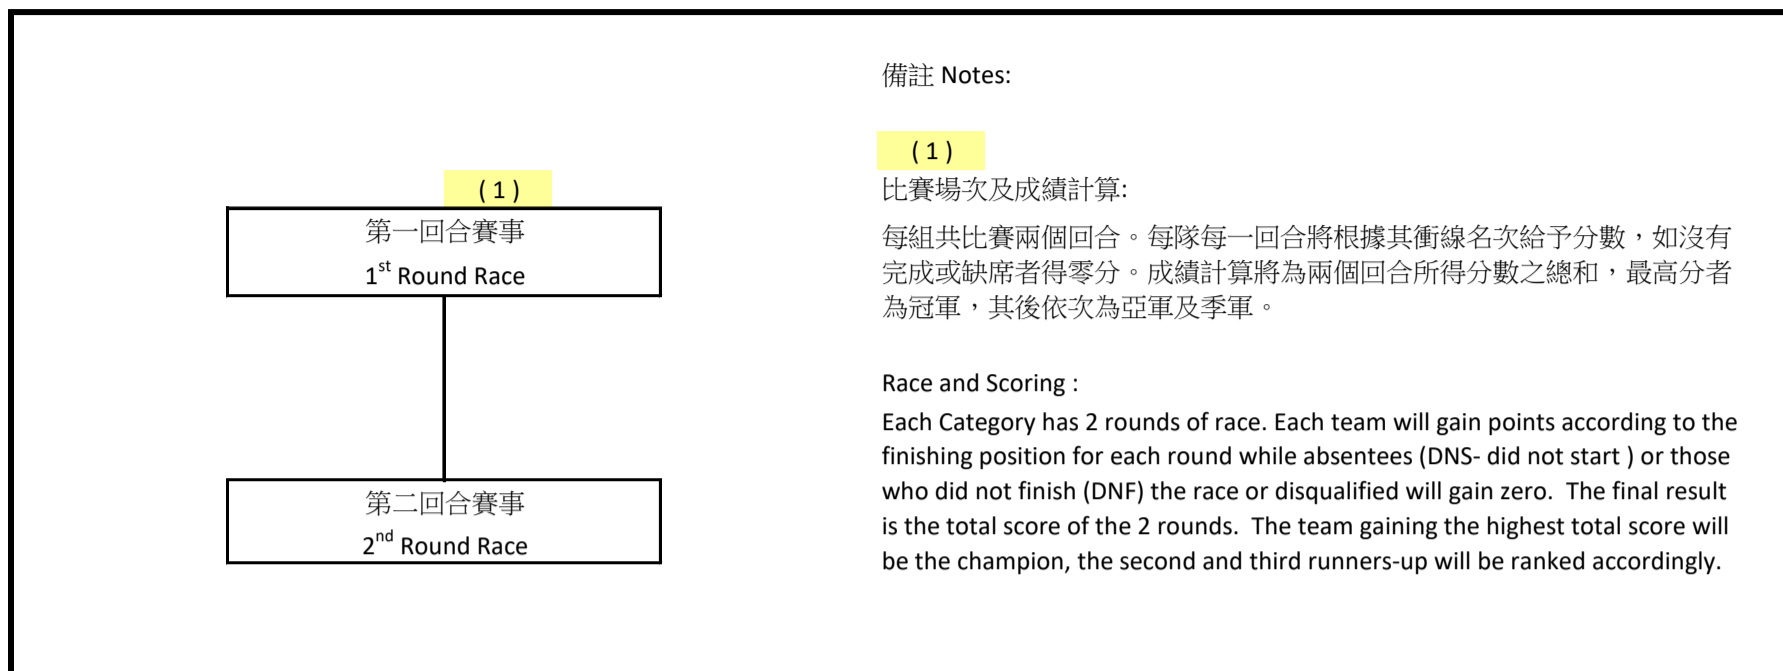 備註 Notes:
( 1 )
( 1 )
比賽場次及成績計算:
第一回合賽事
1st Round Race
每組共比賽兩個回合。每隊每一回合將根據其衝線名次給予分數，如沒有
完成或缺席者得零分。成績計算將為兩個回合所得分數之總和，最高分者
為冠軍，其後依次為亞軍及季軍。
Race and Scoring :
Each Category has 2 rounds of race. Each team will gain points according to the
finishing position for each round while absentees (DNS- did not start ) or those
who did not finish (DNF) the race or disqualified will gain zero.  The final result
is the total score of the 2 rounds.  The team gaining the highest total score will
be the champion, the second and third runners-up will be ranked accordingly.
第二回合賽事
2nd Round Race